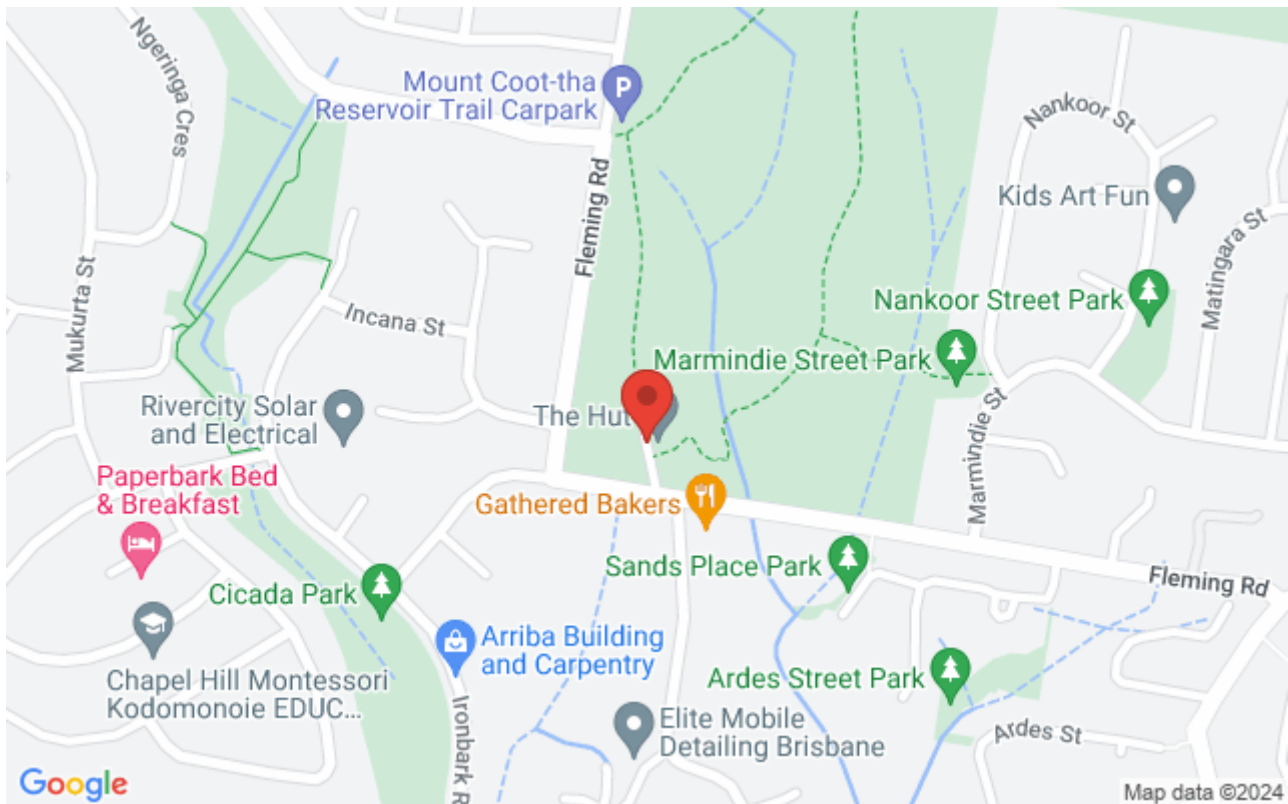 Ngeringa Cres
Mount Coot-tha
Reservoir Trail Carpark
P
Nankoor St
Kids Art Fun
Fleming Rd
Matingara St
Mukurta St
Incana St
Nankoor Street Park
Marmindie Street Park
Rivercity Solar
and Electrical
The Hut
Marmindie St
Paperbark Bed
& Breakfast
Gathered Bakers
Sands Place Park
Fleming Rd
Cicada Park
Arriba Building
and Carpentry
Chapel Hill Montessori
Kodomonoie EDUC...
Ardes Street Park
Ironbark R
Elite Mobile
Detailing Brisbane
Ardes St
Google
Map data ©2024